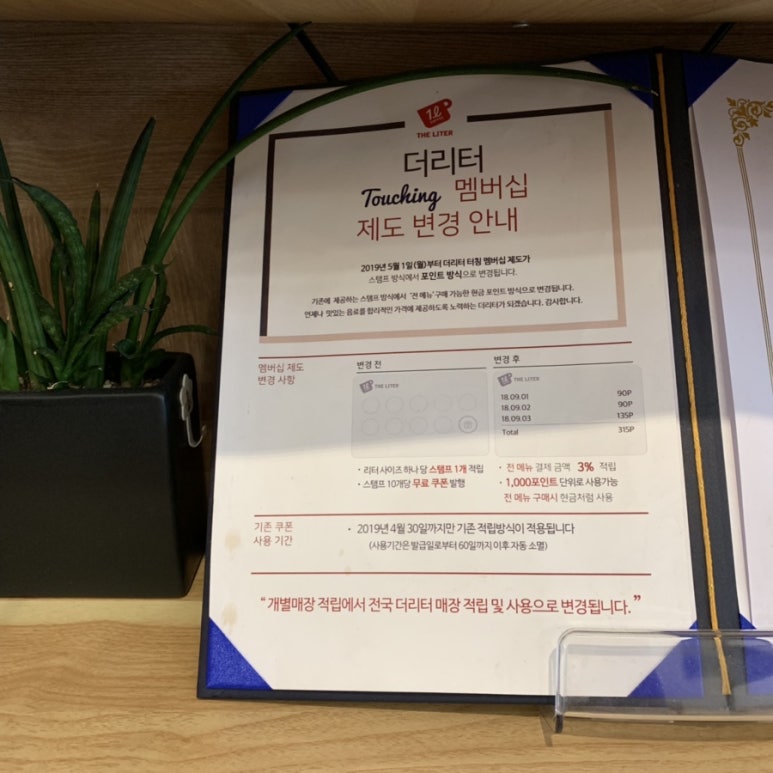 1ℓ
THE LITER
더리터
Touching 멤버십
제도 변경 안내
2019년 5월 1일(월)부터 더리터 터칭 멤버십 제도가
스탬프 방식에서 포인트 방식으로 변경됩니다.
기존에 제공하는 스탬프 방식에서 '전 메뉴' 구매 가능한 현금 포인트 방식으로 변경됩니다.
언제나 맛있는 음료를 합리적인 가격에 제공하도록 노력하는 더리터가 되겠습니다. 감사합니다.
멤버십 제도
변경 사항
변경 전
THE LITER
• 리터 사이즈 하나 당 스탬프 1개 적립
• 스탬프 10개당 무료 쿠폰 발행
변경 후
THE LITER
18.09.01 90P
18.09.02 90P
18.09.03 135P
Total 315P
• 전 메뉴 결제 금액 3% 적립
• 1,000포인트 단위로 사용가능
전 메뉴 구매시 현금처럼 사용
기존 쿠폰
사용 기간
• 2019년 4월 30일까지만 기존 적립방식이 적용됩니다
(사용기간은 발급일로부터 60일까지 이후 자동 소멸)
“개별매장 적립에서 전국 더리터 매장 적립 및 사용으로 변경됩니다.”